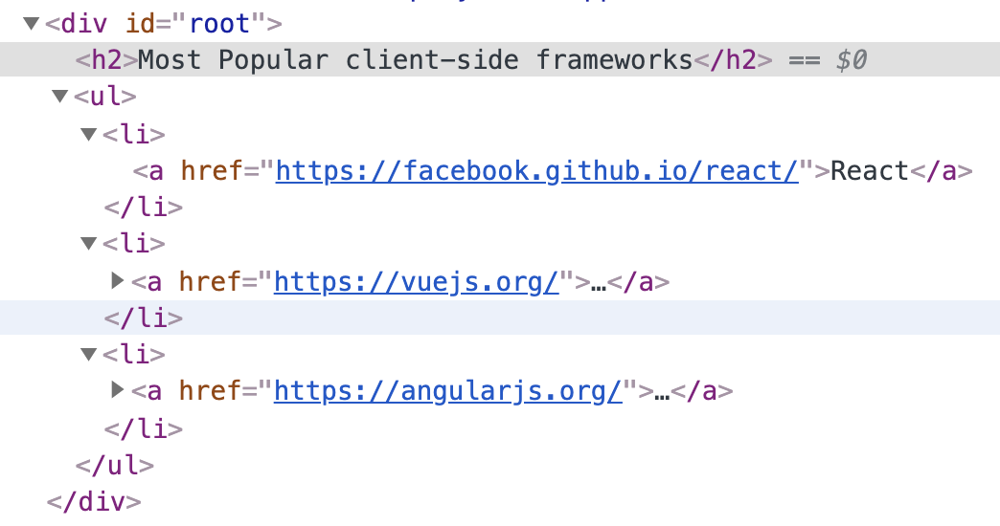 <div id="root">
<h2>Most Popular client-side frameworks</h2> == $0
<ul>
<li>
<a href="https://facebook.github.io/react/">React</a>
</li>
<li>
<a href="https://vuejs.org/">…</a>
</li>
<li>
<a href="https://angularjs.org/">…</a>
</li>
</ul>
</div>